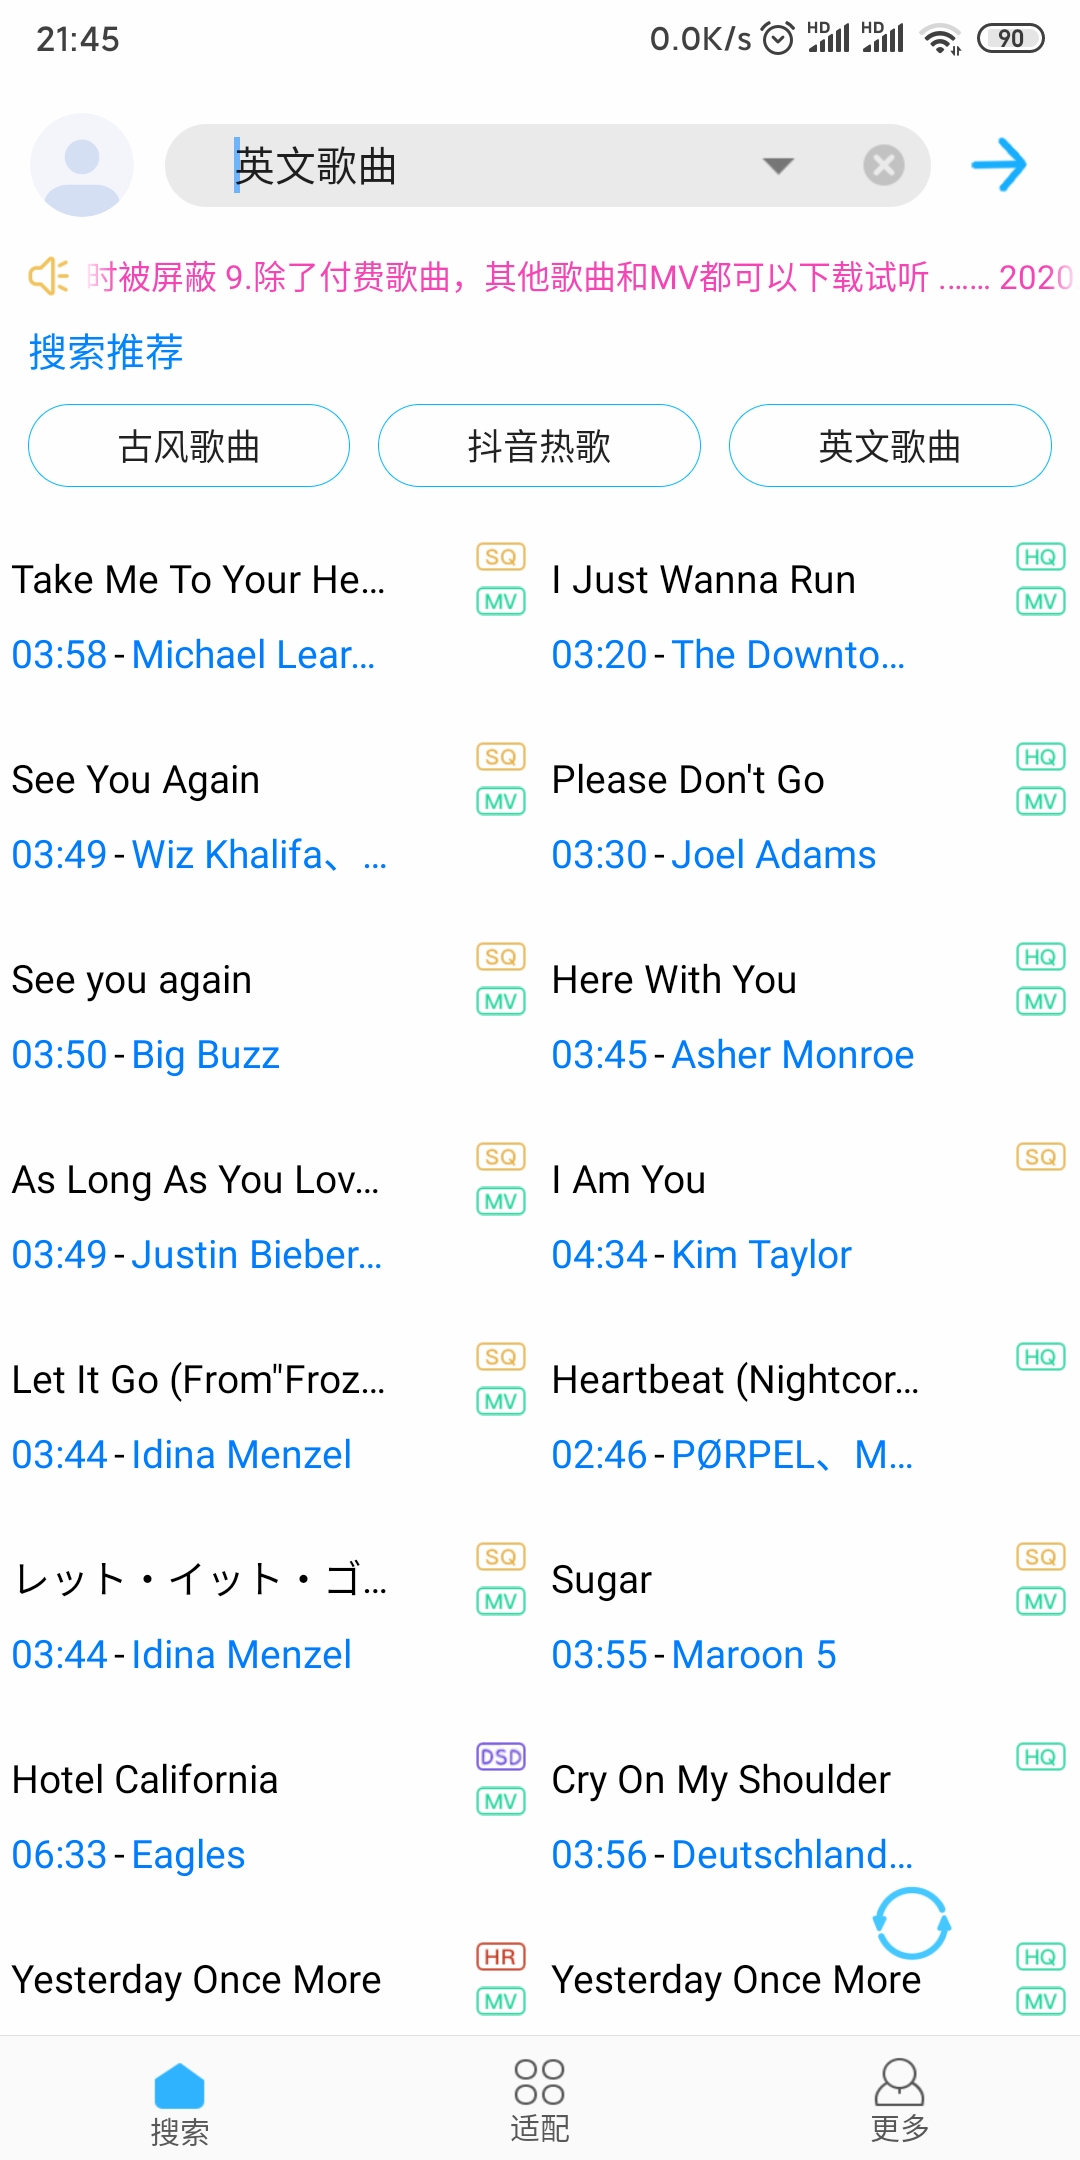 21:45 0.0K/s HD HD 90
英文歌曲
时被屏蔽 9.除了付费歌曲，其他歌曲和MV都可以下载试听 ...... 2020
搜索推荐
古风歌曲 抖音热歌 英文歌曲
Take Me To Your He... SQ MV
03:58 - Michael Lear...
I Just Wanna Run HQ MV
03:20 - The Downto...
See You Again SQ MV
03:49 - Wiz Khalifa、 ...
Please Don't Go HQ MV
03:30 - Joel Adams
See you again SQ MV
03:50 - Big Buzz
Here With You HQ MV
03:45 - Asher Monroe
As Long As You Lov... SQ MV
03:49 - Justin Bieber...
I Am You SQ
04:34 - Kim Taylor
Let It Go (From"Froz... SQ MV
03:44 - Idina Menzel
Heartbeat (Nightcor... HQ
02:46 - PØRPEL、 M...
レット・イット・ゴ... SQ MV
03:44 - Idina Menzel
Sugar SQ MV
03:55 - Maroon 5
Hotel California DSD MV
06:33 - Eagles
Cry On My Shoulder HQ
03:56 - Deutschland...
Yesterday Once More HR MV
Yesterday Once More HQ MV
搜索 适配 更多